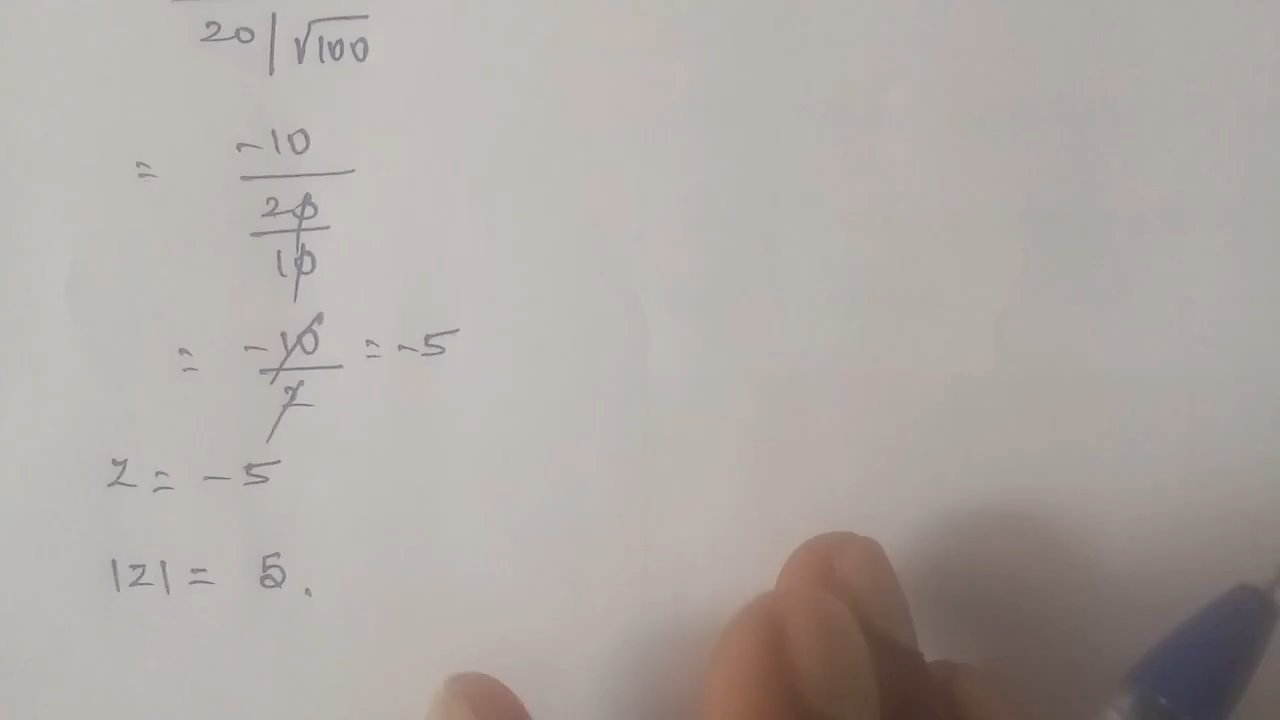 20/√100
= -10
20
10
= -10 = -5
2
Z = -5
|Z| = 5.